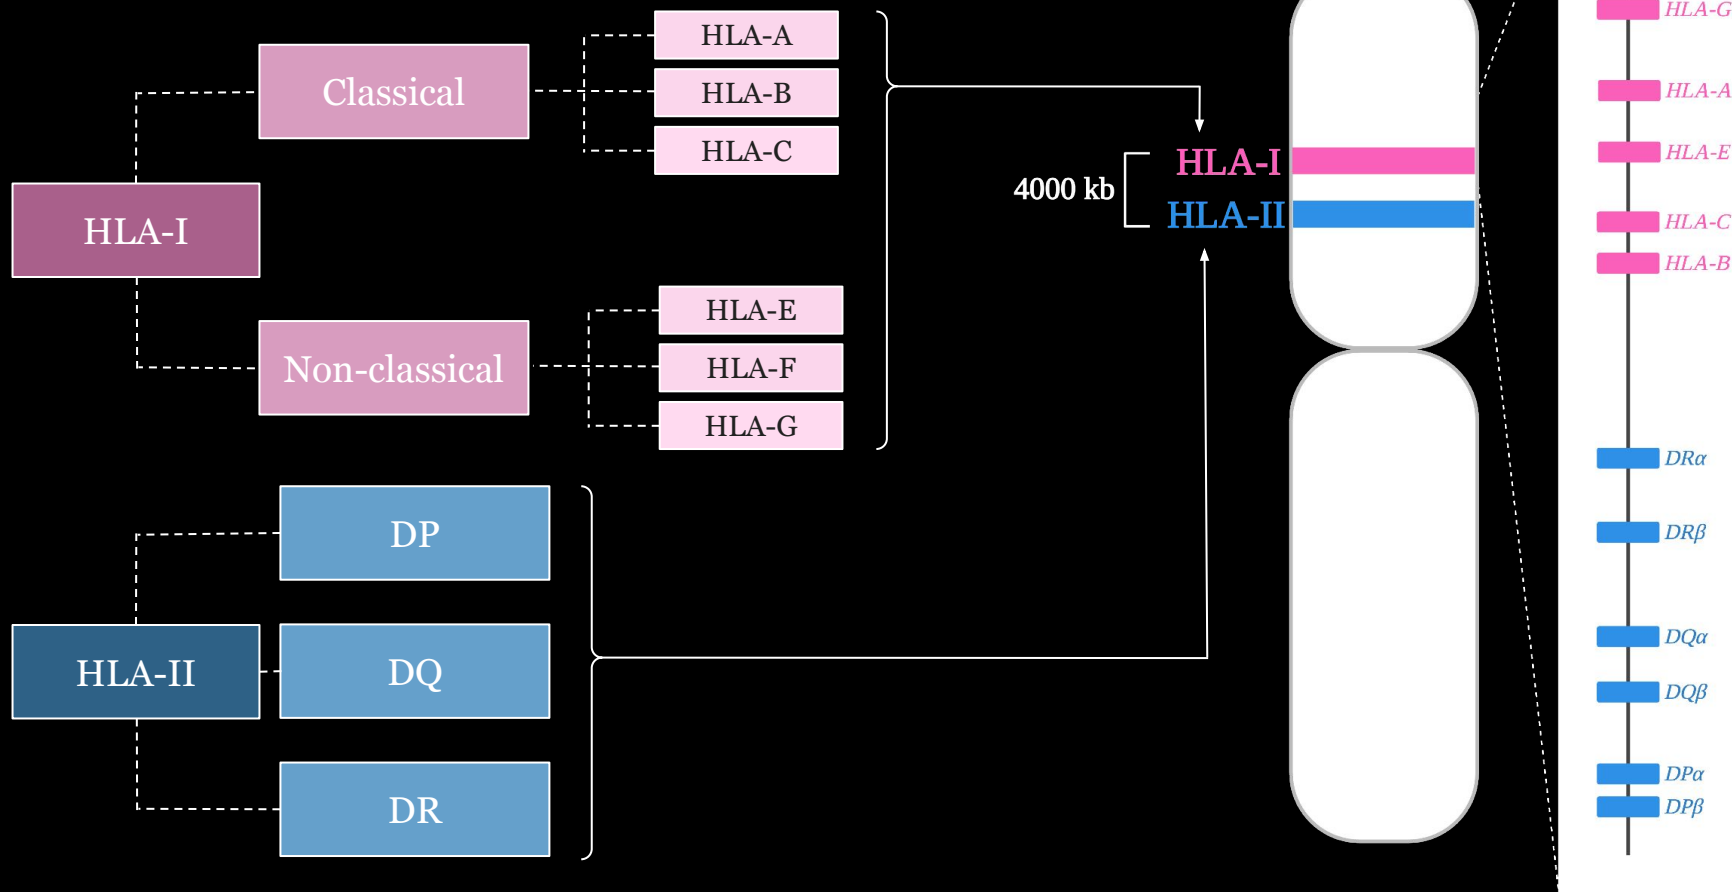 HLA-I
Classical
HLA-A
HLA-B
HLA-C
Non-classical
HLA-E
HLA-F
HLA-G
HLA-II
DP
DQ
DR
4000 kb
HLA-I
HLA-II
HLA-G
HLA-A
HLA-E
HLA-C
HLA-B
DRα
DRβ
DQα
DQβ
DPα
DPβ